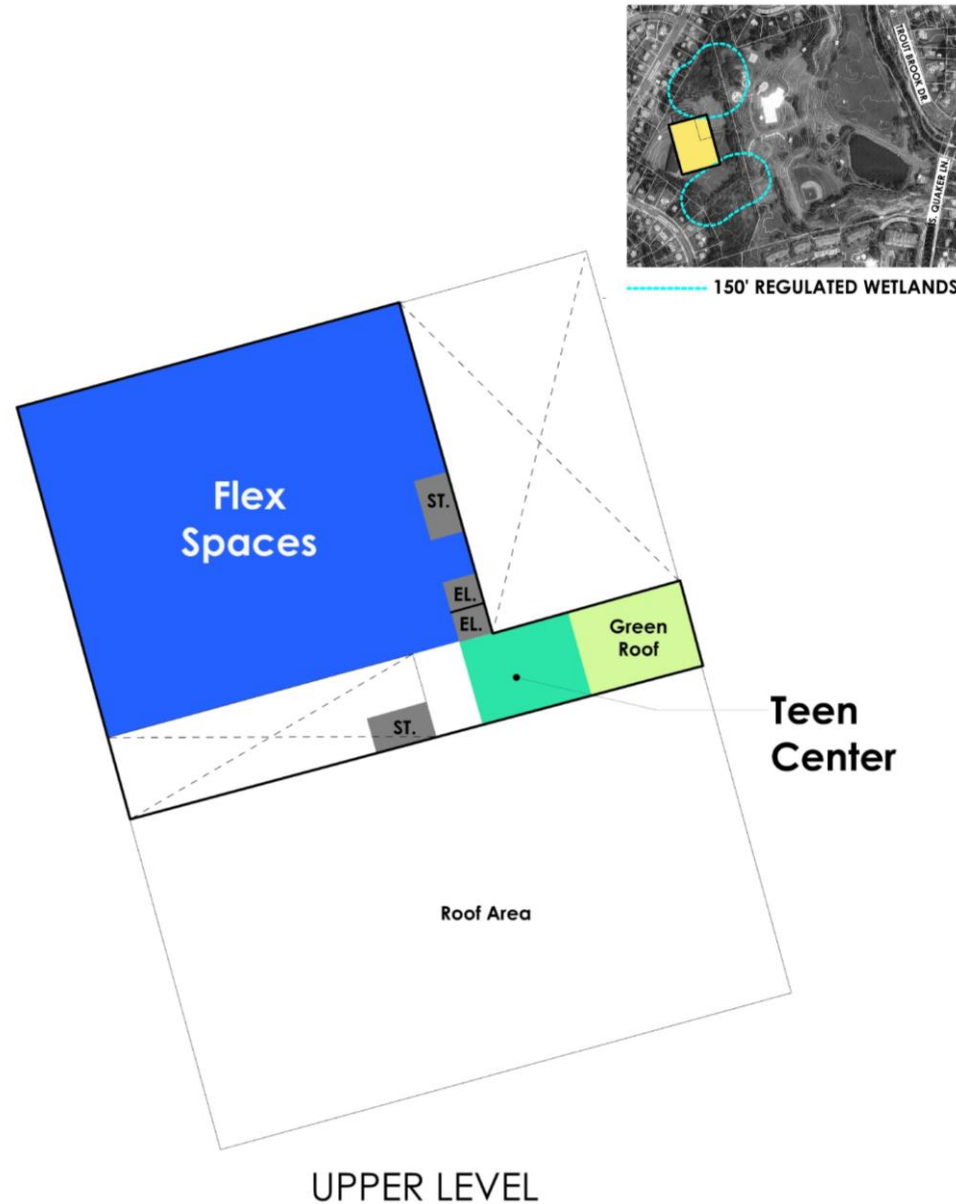 TROUT BROOK DR.
S. QUAKER LN
150' REGULATED WETLANDS
Flex
Spaces
ST.
EL.
EL.
Green
Roof
Teen
Center
ST.
Roof Area
UPPER LEVEL